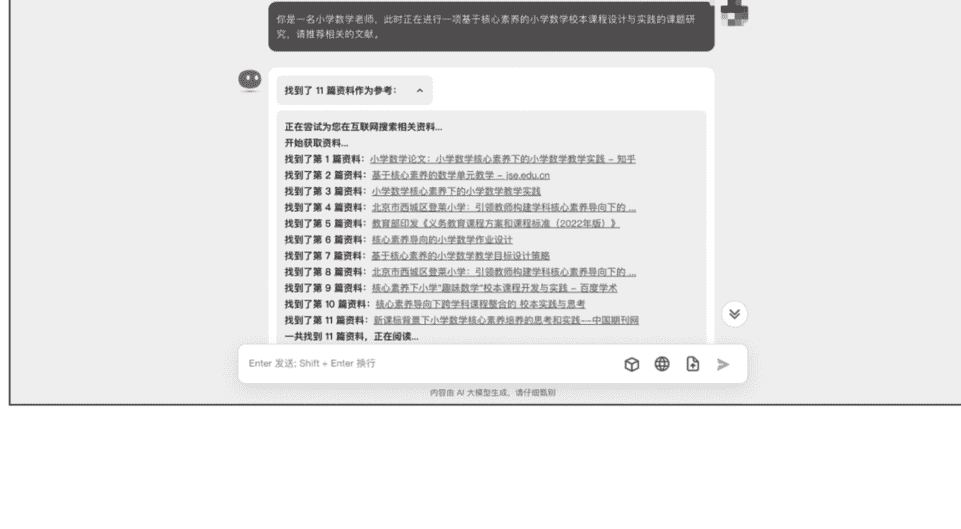 你是一名小学数学老师，此时正在进行一项基于核心素养的小学数学校本课程设计与实践的课题研
究，请推荐相关的文献。
找到了 11 篇资料作为参考：
正在尝试为您在互联网搜索相关资料...
开始获取资料...
找到了第 1 篇资料：小学数学论文：小学数学核心素养下的小学数学教学实践 - 知乎
找到了第 2 篇资料：基于核心素养的数学单元教学 - jse.edu.cn
找到了第 3 篇资料：小学数学核心素养下的小学数学教学实践
找到了第 4 篇资料：北京市西城区登莱小学：引领教师构建学科核心素养导向下的 ...
找到了第 5 篇资料：教育部印发《义务教育课程方案和课程标准（2022年版）》
找到了第 6 篇资料：核心素养导向的小学数学作业设计
找到了第 7 篇资料：基于核心素养的小学数学教学目标设计策略
找到了第 8 篇资料：北京市西城区登莱小学：引领教师构建学科核心素养导向下的 ...
找到了第 9 篇资料：核心素养下小学“趣味数学”校本课程开发与实践 - 百度学术
找到了第 10 篇资料：核心素养导向下跨学科课程整合的 校本实践与思考
找到了第 11 篇资料：新课标背景下小学数学核心素养培养的思考和实践--中国期刊网
一共找到 11 篇资料，正在阅读...
Enter 发送; Shift + Enter 换行
内容由 AI 大模型生成，请仔细甄别